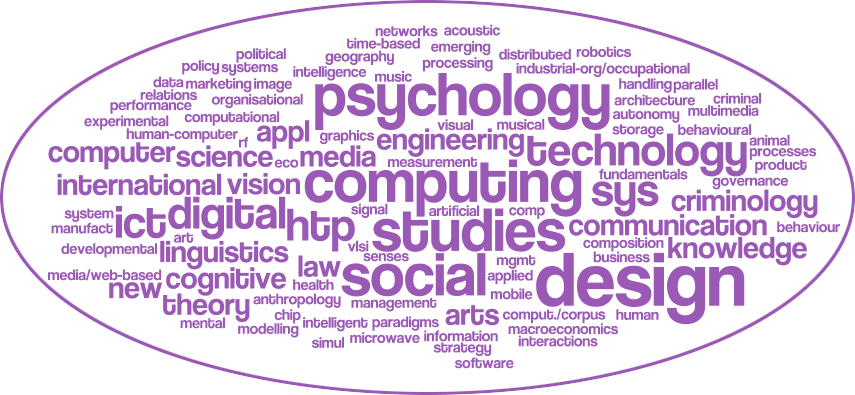 networks acoustic
time-based emerging
political geography distributed robotics
policy systems intelligence processing industrial-org/occupational
data marketing image music psychology handling parallel
relations organisational architecture criminal
performance computational autonomy multimedia
experimental appl visual musical storage behavioural
human-computer rf graphics engineering technology animal
computer science eco media measurement processes
international vision computing fundamentals product
sys governance
system ict digital htp signal artificial comp criminology
manufact studies communication behaviour
art vlsi composition knowledge
developmental linguistics senses business
media/web-based cognitive law social mgmt design
new health applied
theory anthropology management mobile
mental chip arts comput./corpus human
modelling intelligent paradigms macroeconomics
simul microwave information interactions
strategy
software